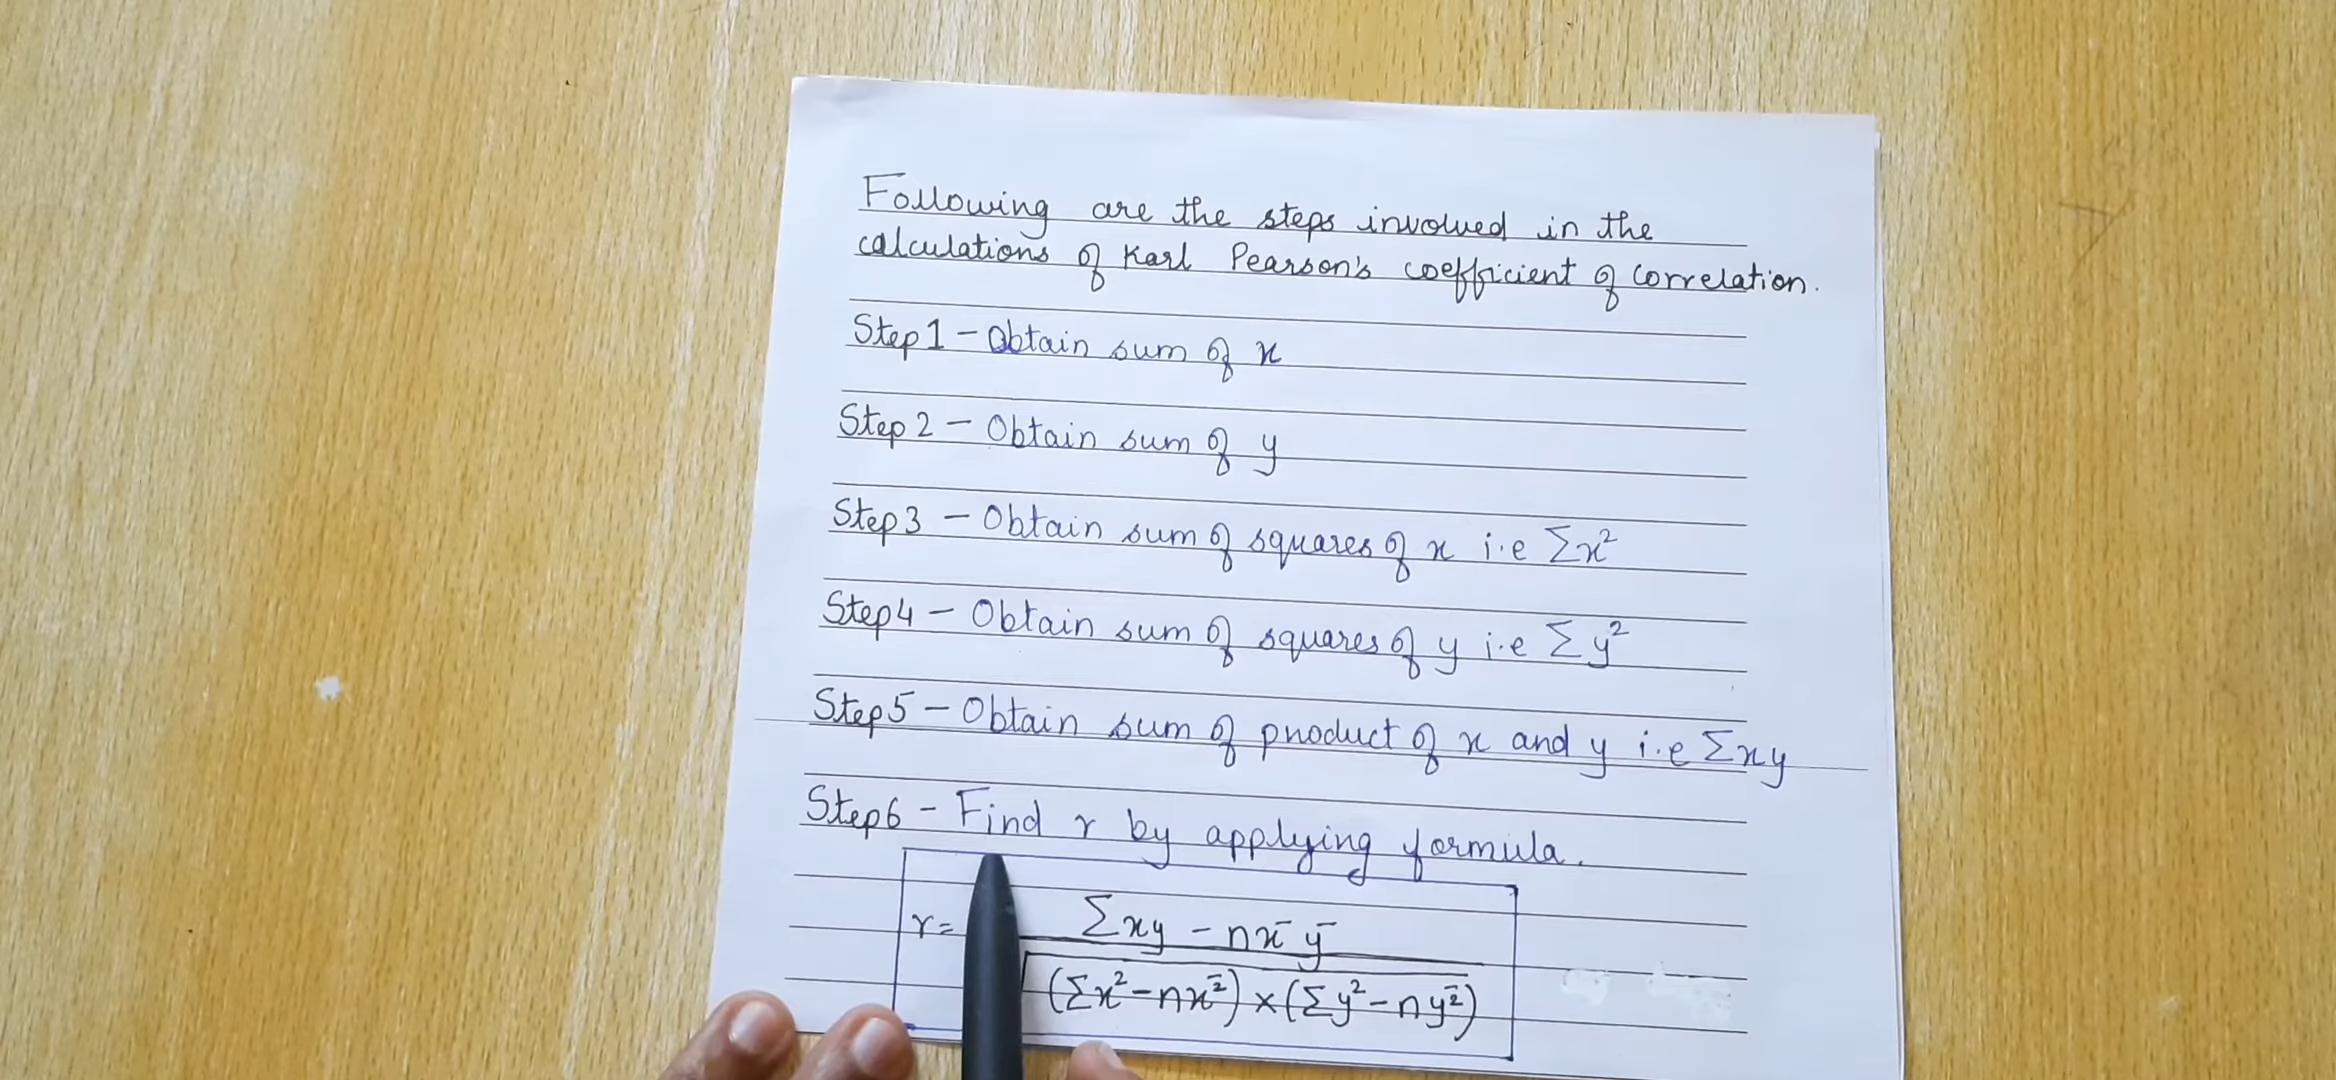 Following are the steps involved in the
calculations of Karl Pearson's coefficient of correlation.
Step 1 - Obtain sum of x
Step 2 - Obtain sum of y
Step 3 - Obtain sum of squares of x i.e Σx²
Step 4 - Obtain sum of squares of y i.e Σy²
Step 5 - Obtain sum of product of x and y i.e Σxy
Step 6 - Find r by applying formula.
r = Σxy - nx̄ ȳ
√(Σx² - nx̄²) × (Σy² - nȳ²)